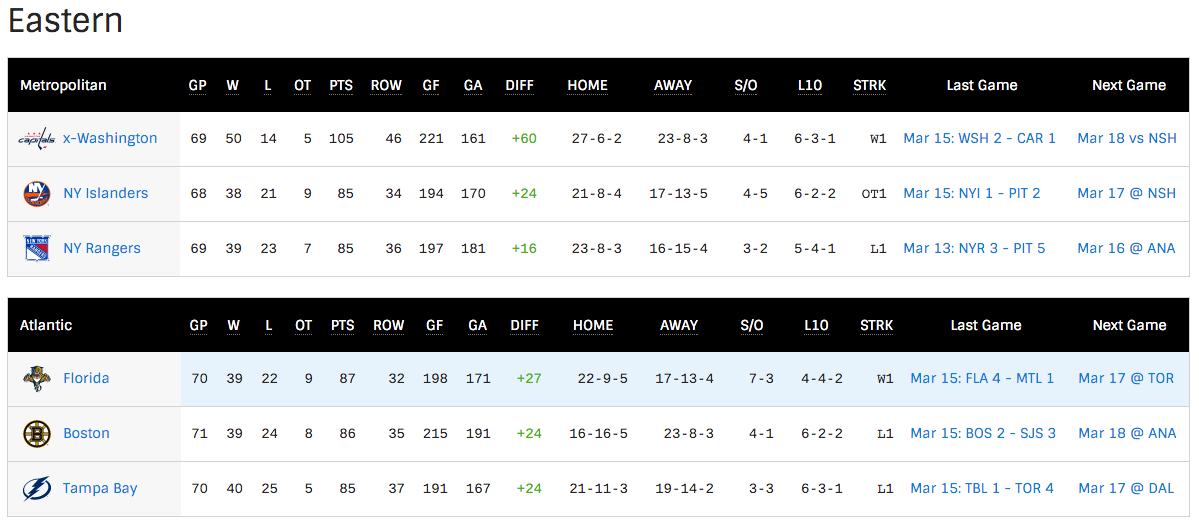 Eastern
Metropolitan GP W L OT PTS ROW GF GA DIFF HOME AWAY S/O L10 STRK Last Game Next Game
capitals x-Washington 69 50 14 5 105 46 221 161 +60 27-6-2 23-8-3 4-1 6-3-1 W1 Mar 15: WSH 2 - CAR 1 Mar 18 vs NSH
NY NY Islanders 68 38 21 9 85 34 194 170 +24 21-8-4 17-13-5 4-5 6-2-2 OT1 Mar 15: NYI 1 - PIT 2 Mar 17 @ NSH
NEW YORK RANGERS NY Rangers 69 39 23 7 85 36 197 181 +16 23-8-3 16-15-4 3-2 5-4-1 L1 Mar 13: NYR 3 - PIT 5 Mar 16 @ ANA
Atlantic GP W L OT PTS ROW GF GA DIFF HOME AWAY S/O L10 STRK Last Game Next Game
Florida 70 39 22 9 87 32 198 171 +27 22-9-5 17-13-4 7-3 4-4-2 W1 Mar 15: FLA 4 - MTL 1 Mar 17 @ TOR
B Boston 71 39 24 8 86 35 215 191 +24 16-16-5 23-8-3 4-1 6-2-2 L1 Mar 15: BOS 2 - SJS 3 Mar 18 @ ANA
Tampa Bay 70 40 25 5 85 37 191 167 +24 21-11-3 19-14-2 3-3 6-3-1 L1 Mar 15: TBL 1 - TOR 4 Mar 17 @ DAL